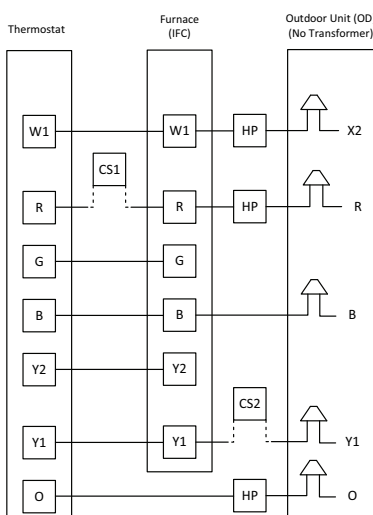 Thermostat
Furnace
(IFC)
Outdoor Unit (OD
(No Transformer)
W1
W1
HP
X2
CS1
R
R
HP
R
G
G
B
B
B
Y2
Y2
CS2
Y1
Y1
Y1
O
HP
O